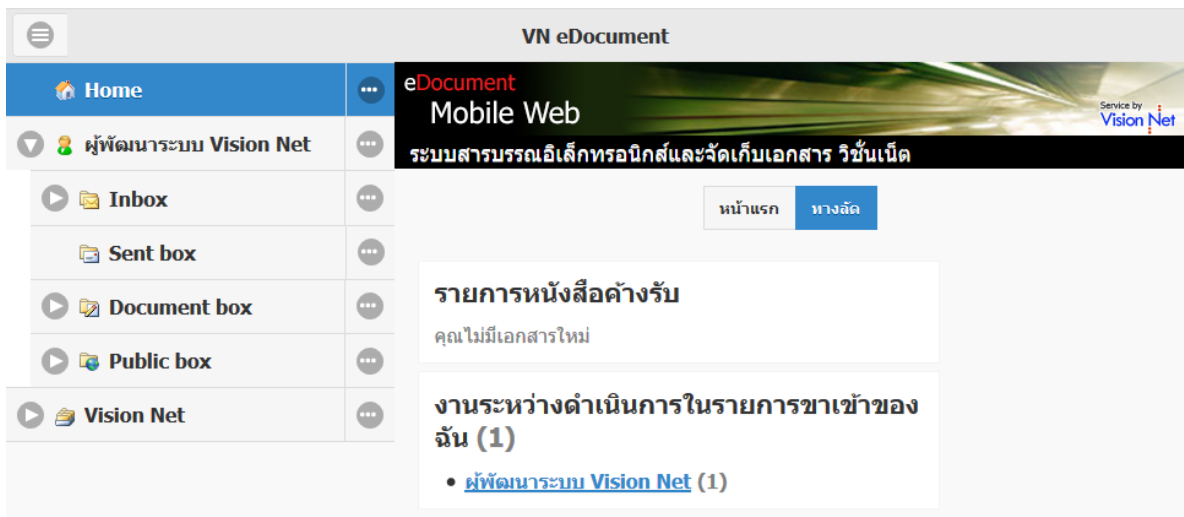 VN eDocument
Home
ผู้พัฒนาระบบ Vision Net
Inbox
Sent box
Document box
Public box
Vision Net
eDocument
Mobile Web
Service by
Vision Net
ระบบสารบรรณอิเล็กทรอนิกส์และจัดเก็บเอกสาร วิชั่นเน็ต
หน้าแรก
ทางลัด
รายการหนังสือค้างรับ
คุณไม่มีเอกสารใหม่
งานระหว่างดำเนินการในรายการขาเข้าของ
ฉัน (1)
• ผู้พัฒนาระบบ Vision Net (1)